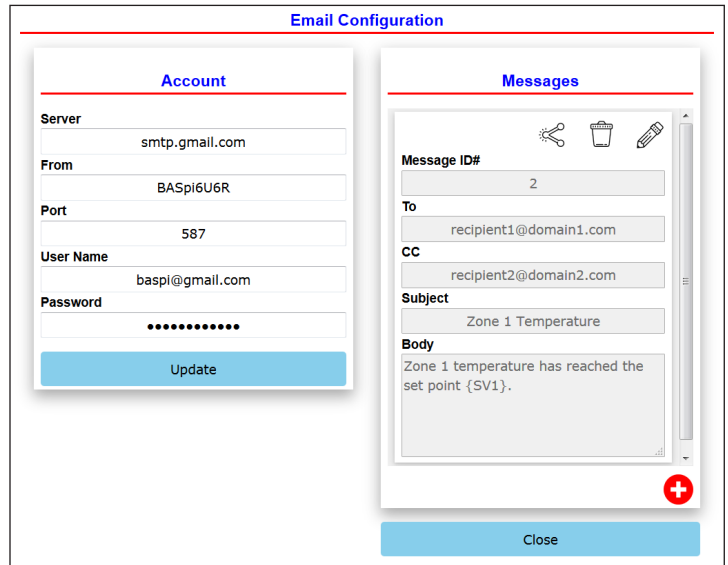 Email Configuration
Account
Server
smtp.gmail.com
From
BASpi6U6R
Port
587
User Name
baspi@gmail.com
Password
••••••••••••
Update
Messages
Message ID#
2
To
recipient1@domain1.com
CC
recipient2@domain2.com
Subject
Zone 1 Temperature
Body
Zone 1 temperature has reached the
set point {SV1}.
Close